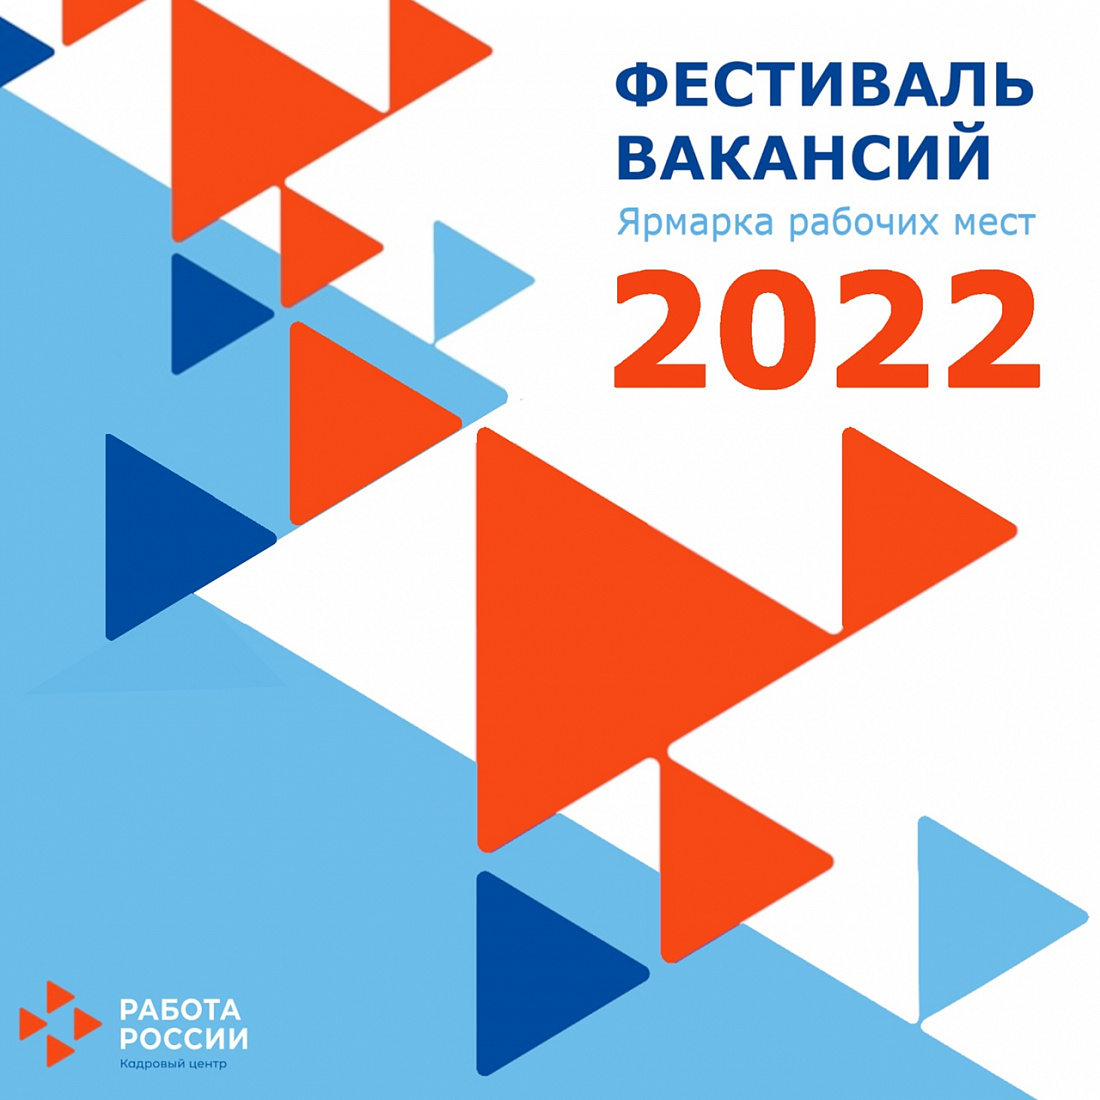 ФЕСТИВАЛЬ
ВАКАНСИЙ
Ярмарка рабочих мест
2022
РАБОТА
РОССИИ
Кадровый центр